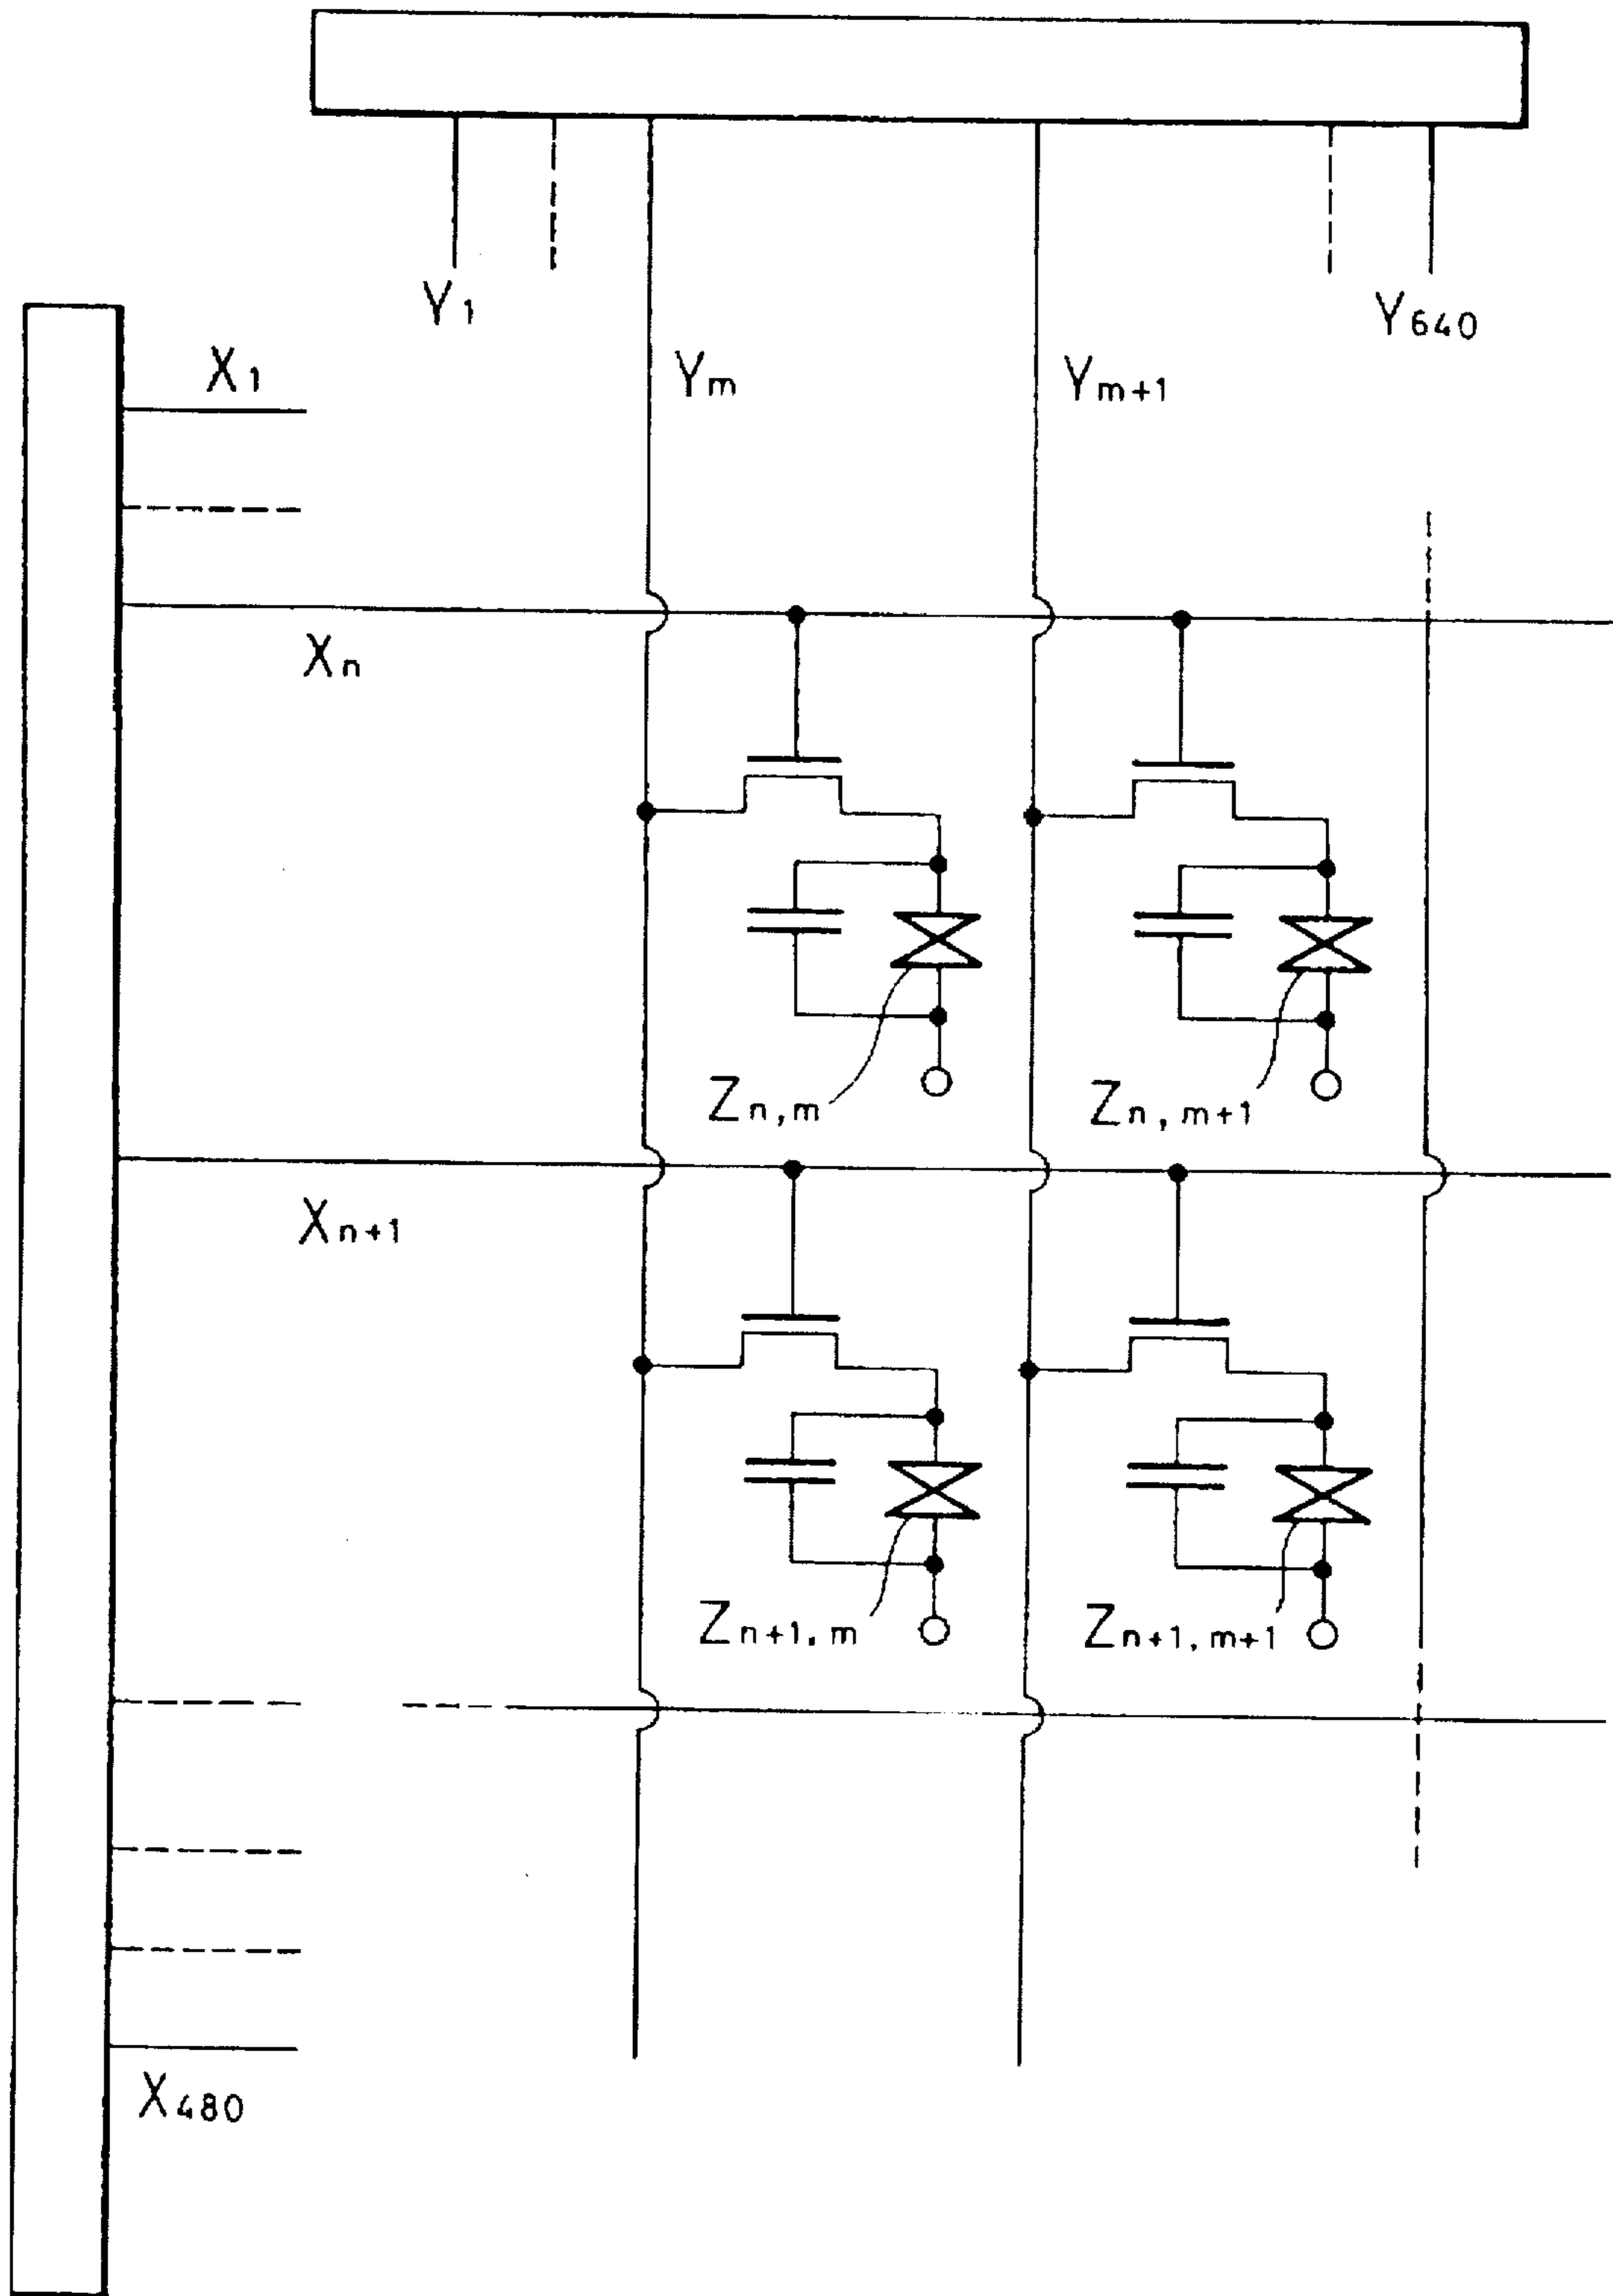 Y1
Y640
X1
Ym
Ym+1
Xn
Zn,m
Zn,m+1
Xn+1
Zn+1,m
Zn+1,m+1
X480